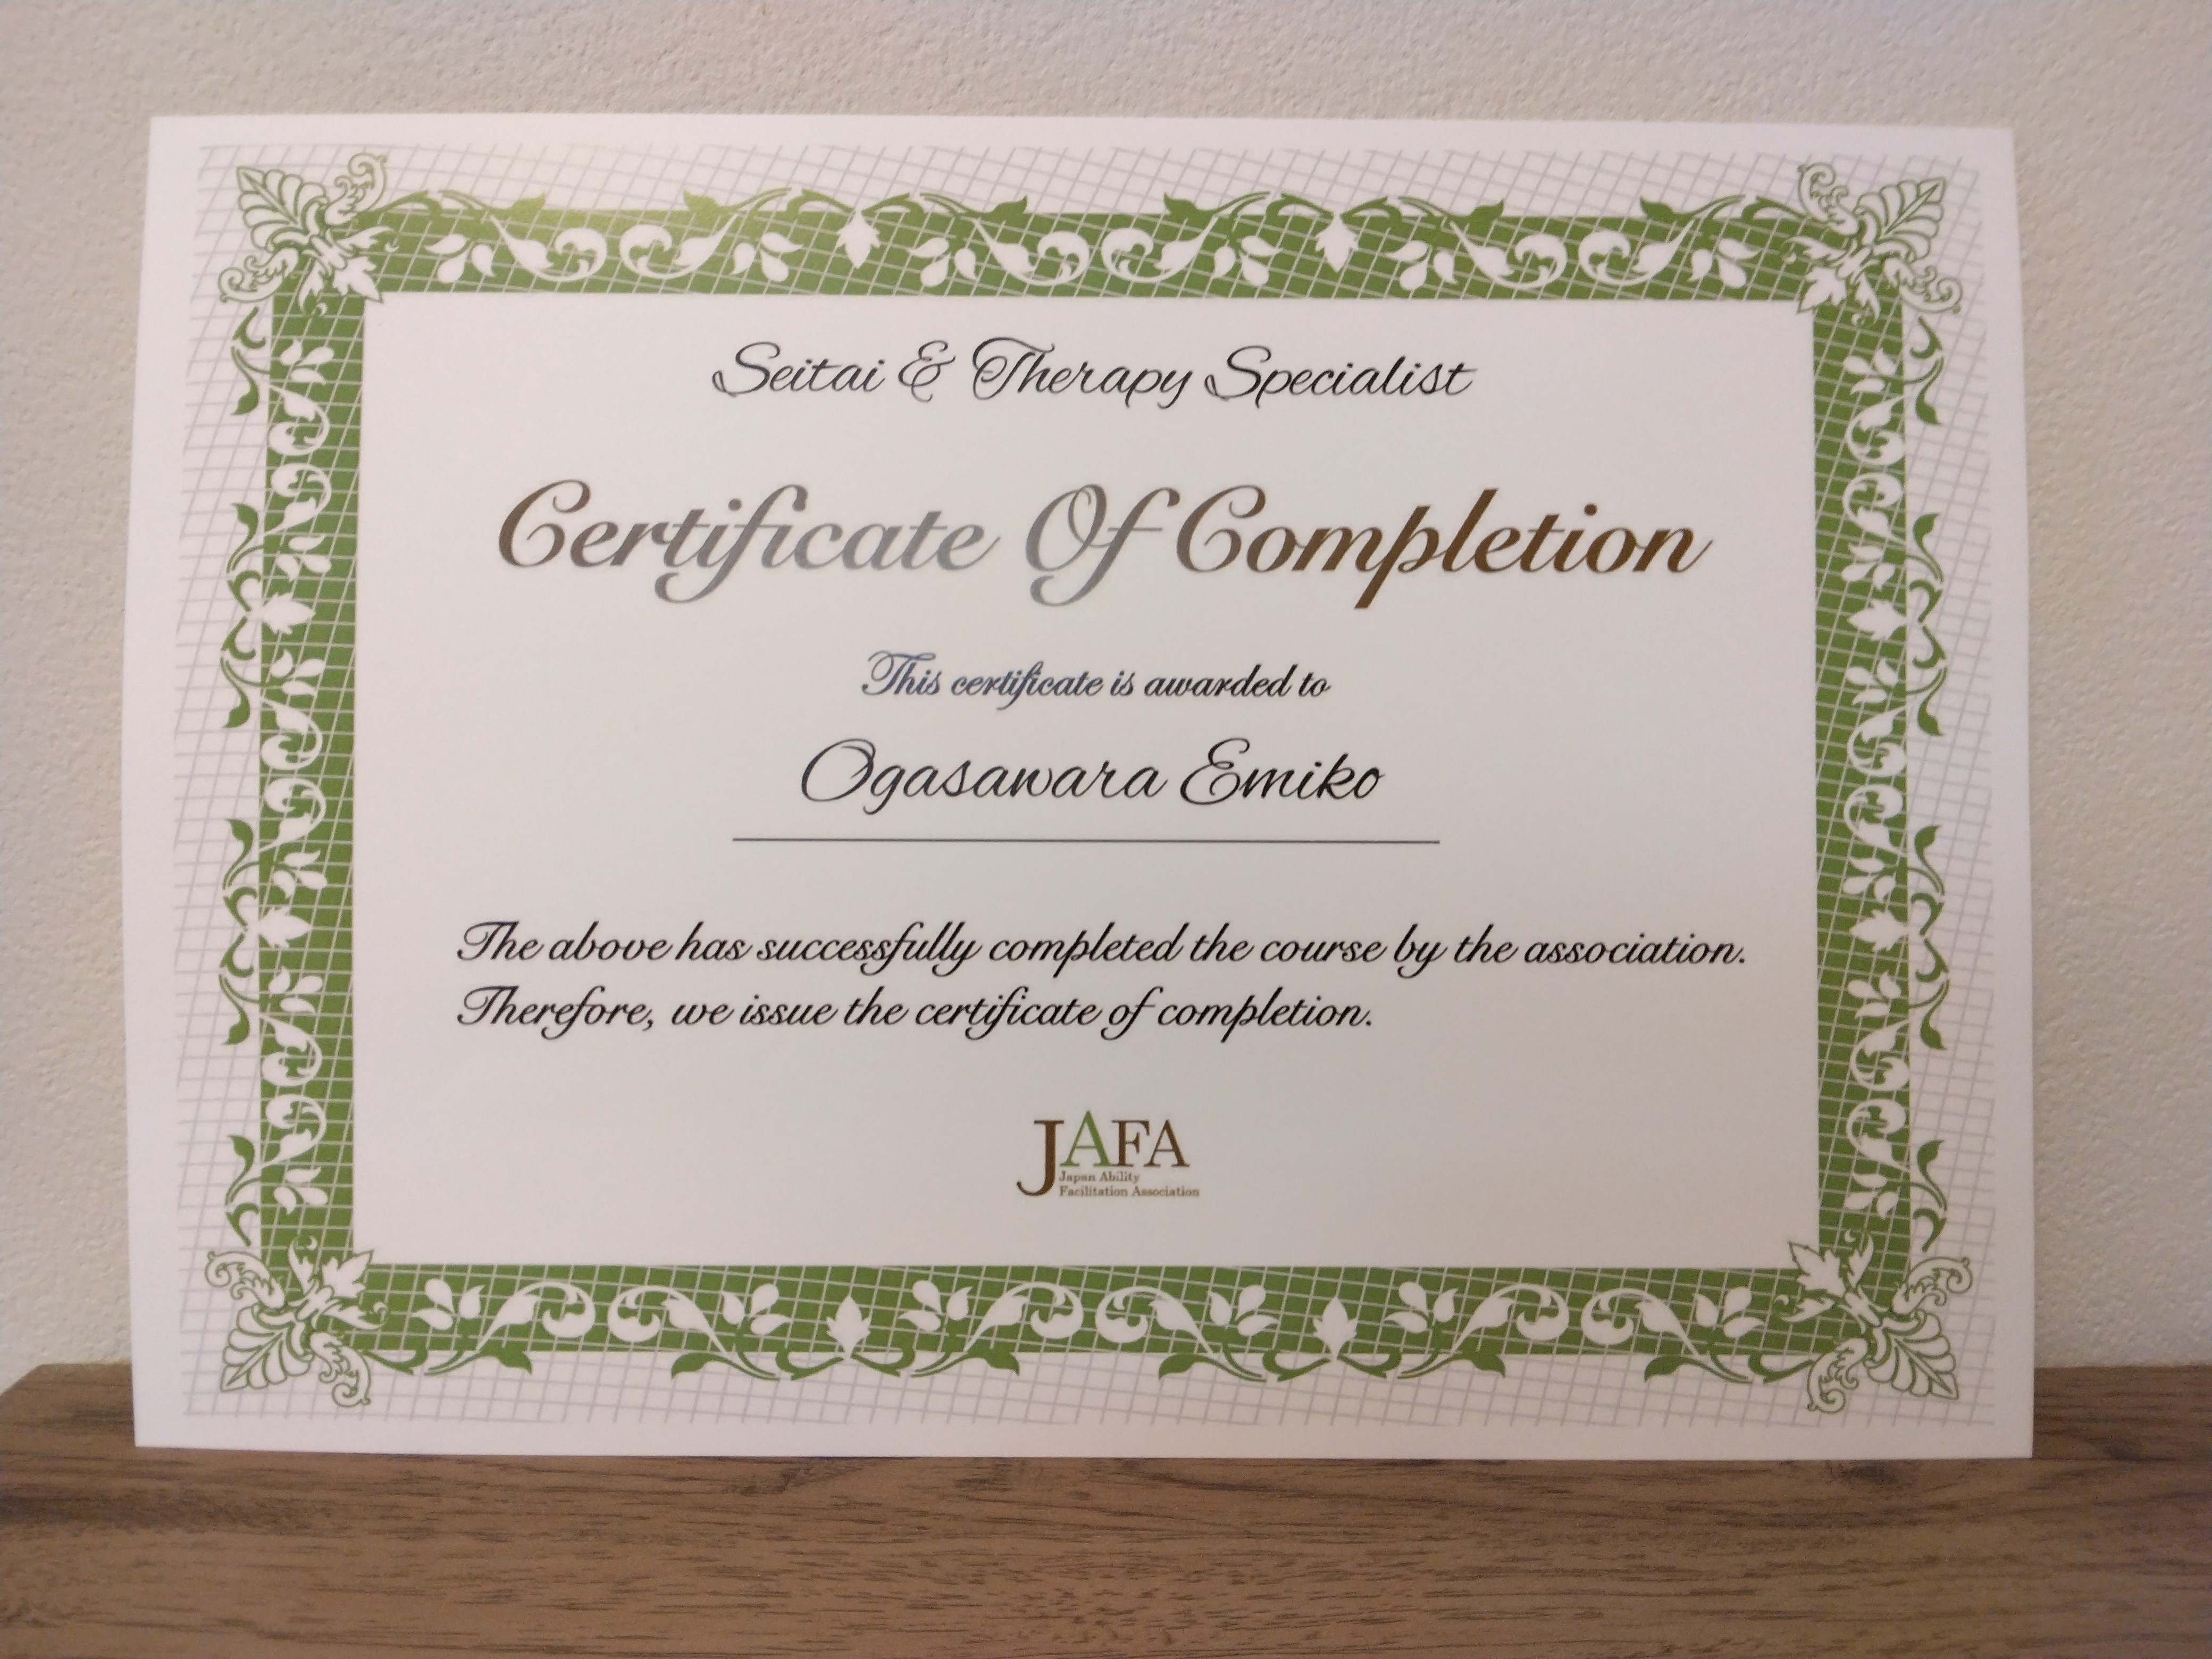 Seitai & Therapy Specialist
Certificate Of Completion
This certificate is awarded to
Ogasawara Emiko
The above has successfully completed the course by the association.
Therefore, we issue the certificate of completion.
JAFA
Japan Ability
Facilitation Association